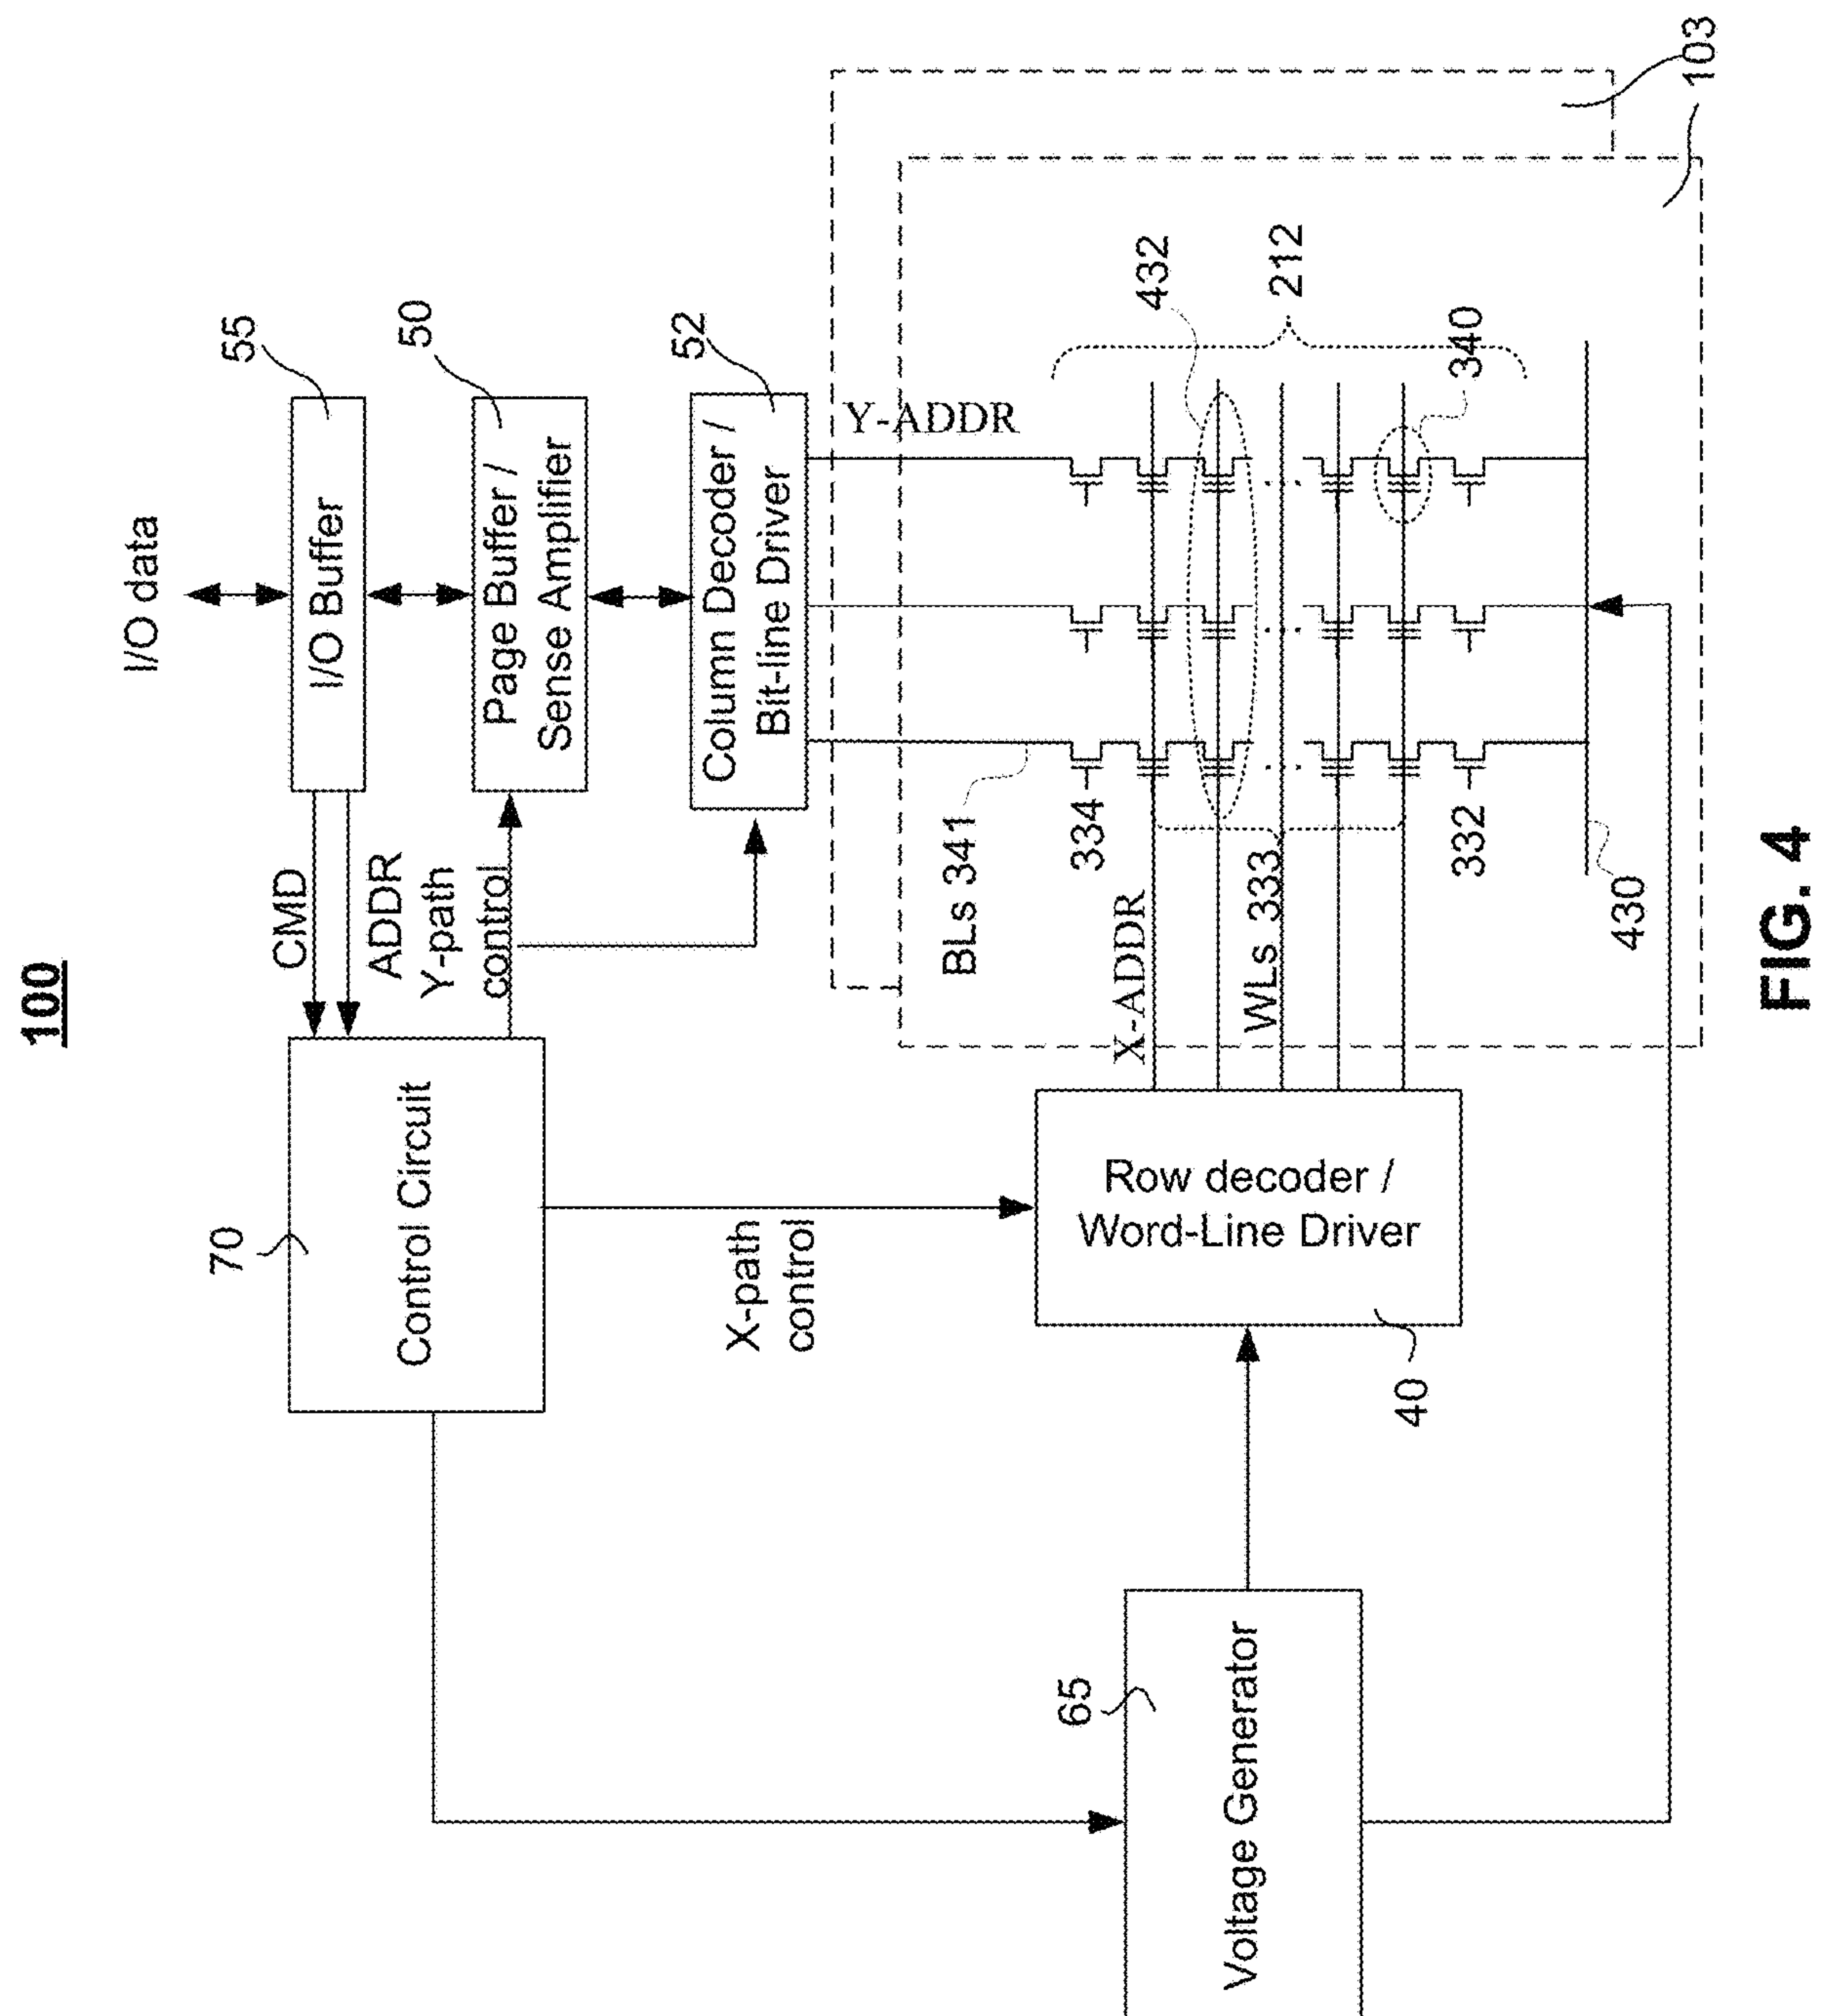 100
I/O data
55
I/O Buffer
CMD
ADDR
50
Page Buffer /
Sense Amplifier
Y-path
control
70
Control Circuit
52
Column Decoder /
Bit-line Driver
Y-ADDR
103
X-path
control
BLs 341
334
432
212
X-ADDR
WLs 333
340
332
430
Row decoder /
Word-Line Driver
40
65
Voltage Generator
FIG. 4